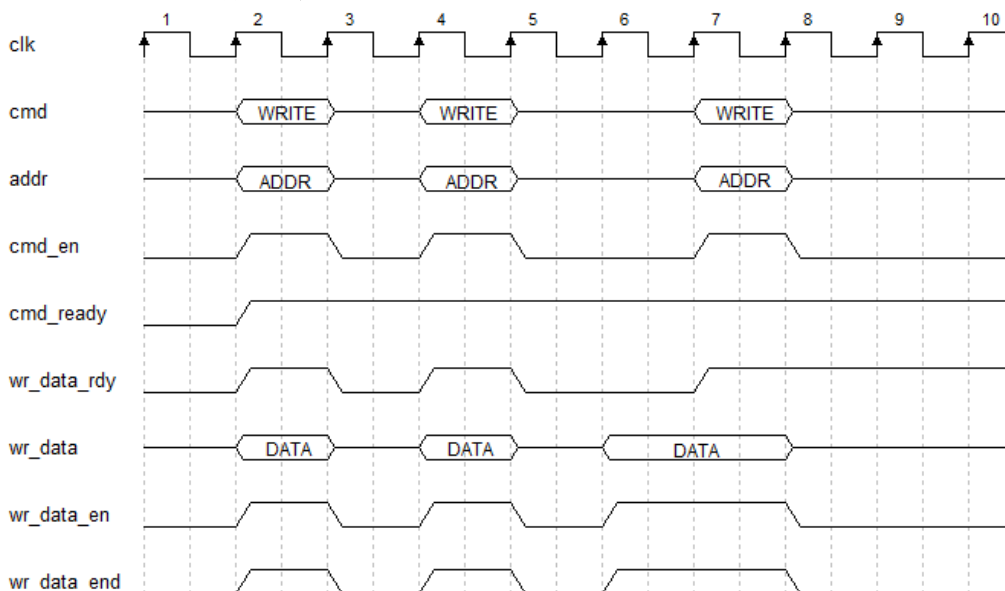 1 2 3 4 5 6 7 8 9 10
clk
cmd WRITE WRITE WRITE
addr ADDR ADDR ADDR
cmd_en
cmd_ready
wr_data_rdy
wr_data DATA DATA DATA
wr_data_en
wr_data_end